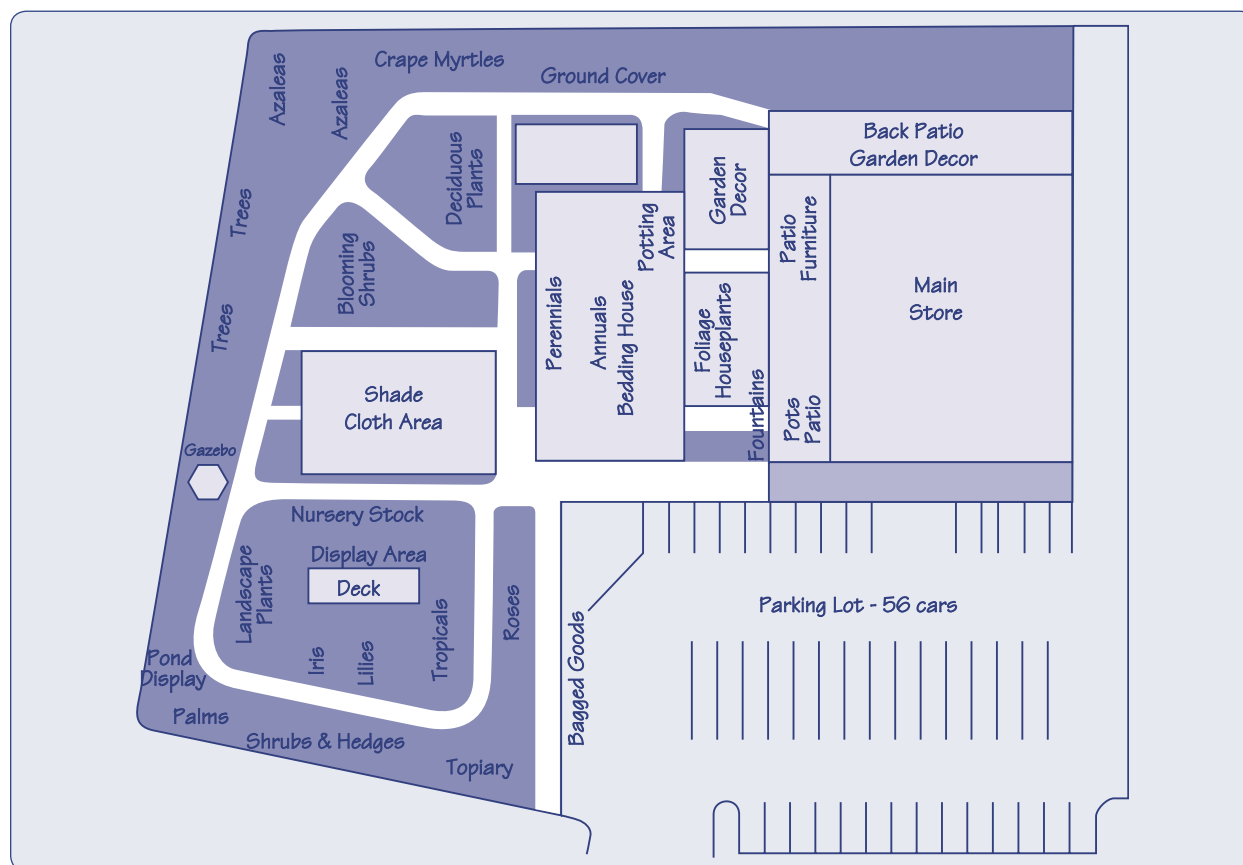 Crape Myrtles
Ground Cover
Azaleas
Azaleas
Back Patio
Garden Decor
Deciduous
Plants
Garden
Decor
Trees
Potting
Area
Patio
Furniture
Blooming
Shrubs
Main
Store
Trees
Perennials
Annuals
Bedding House
Foliage
Houseplants
Shade
Cloth Area
Fountains
Pots
Patio
Gazebo
Nursery Stock
Display Area
Deck
Landscape
Plants
Parking Lot - 56 cars
Roses
Tropicals
Iris
Lilies
Bagged Goods
Pond
Display
Palms
Shrubs & Hedges
Topiary